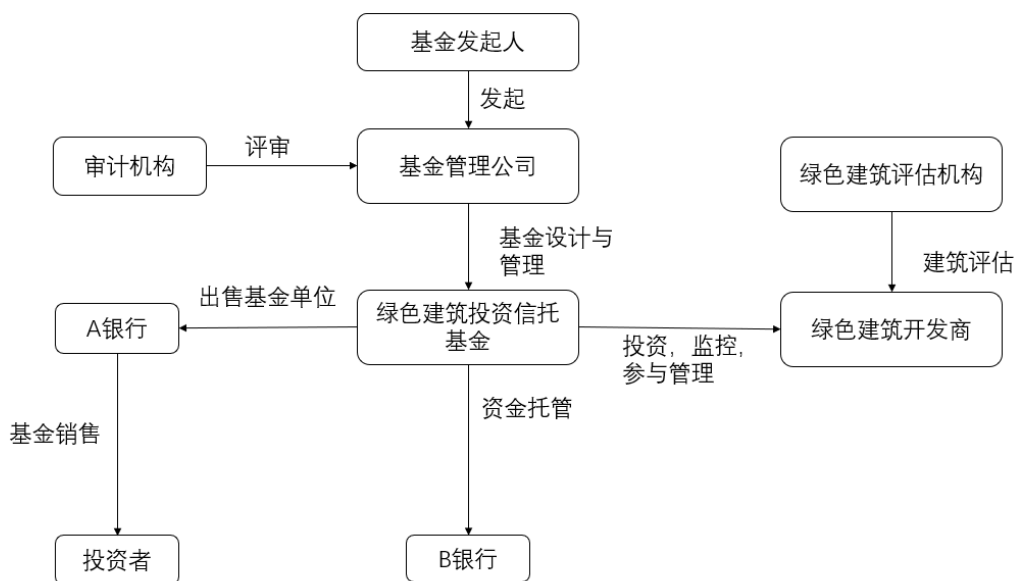 基金发起人
发起
审计机构
评审
基金管理公司
绿色建筑评估机构
基金设计与
管理
建筑评估
出售基金单位
A银行
绿色建筑投资信托
基金
投资，监控，
参与管理
绿色建筑开发商
基金销售
资金托管
投资者
B银行